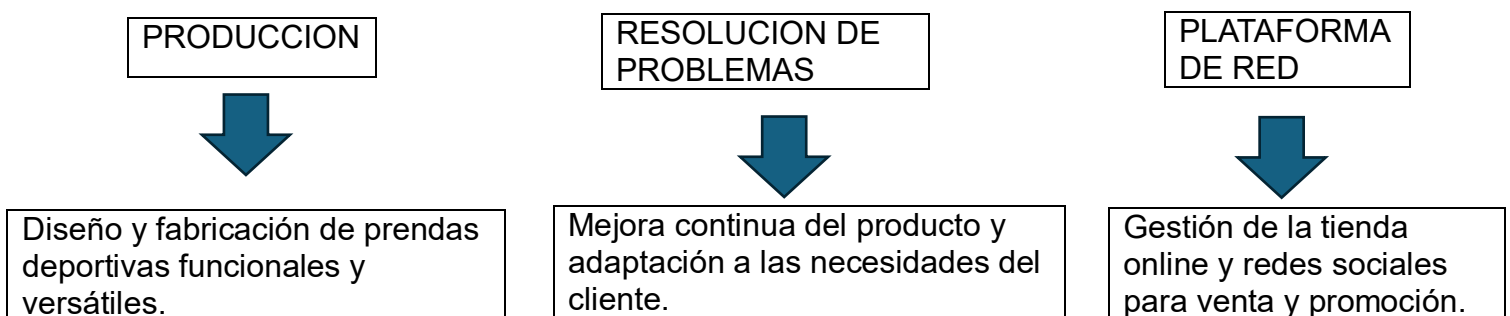 PRODUCCION
RESOLUCION DE
PROBLEMAS
PLATAFORMA
DE RED
Diseño y fabricación de prendas
deportivas funcionales y
versátiles.
Mejora continua del producto y
adaptación a las necesidades del
cliente.
Gestión de la tienda
online y redes sociales
para venta y promoción.